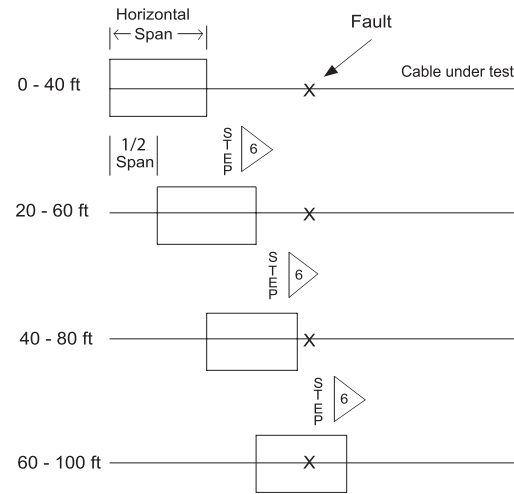 Horizontal
Span
Fault
0 - 40 ft
Cable under test
1/2
Span
STEP
6
20 - 60 ft
STEP
6
40 - 80 ft
STEP
6
60 - 100 ft